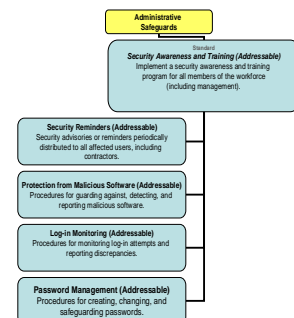 Administrative
Safeguards
Standard
Security Awareness and Training (Addressable)
Implement a security awareness and training
program for all members of the workforce
(including management).
Security Reminders (Addressable)
Security advisories or reminders periodically
distributed to all affected users, including
contractors.
Protection from Malicious Software (Addressable)
Procedures for guarding against, detecting, and
reporting malicious software.
Log-in Monitoring (Addressable)
Procedures for monitoring log-in attempts and
reporting discrepancies.
Password Management (Addressable)
Procedures for creating, changing, and
safeguarding passwords.